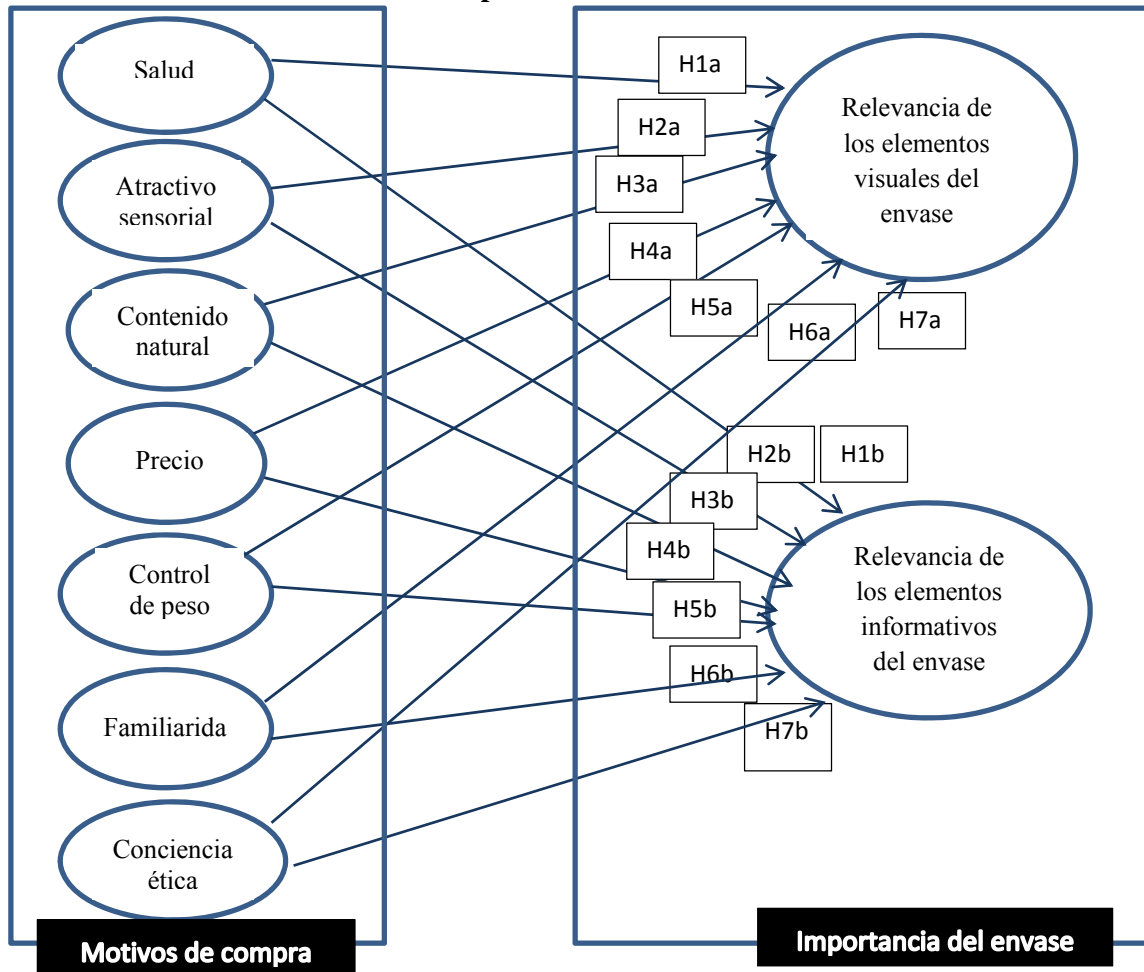 Salud
Atractivo
sensorial
Contenido
natural
Precio
Control
de peso
Familiarida
Conciencia
ética
Motivos de compra
H1a
H2a
H3a
H4a
H5a
H6a
H7a
H2b
H1b
H3b
H4b
H5b
H6b
H7b
Relevancia de
los elementos
visuales del
envase
Relevancia de
los elementos
informativos
del envase
Importancia del envase